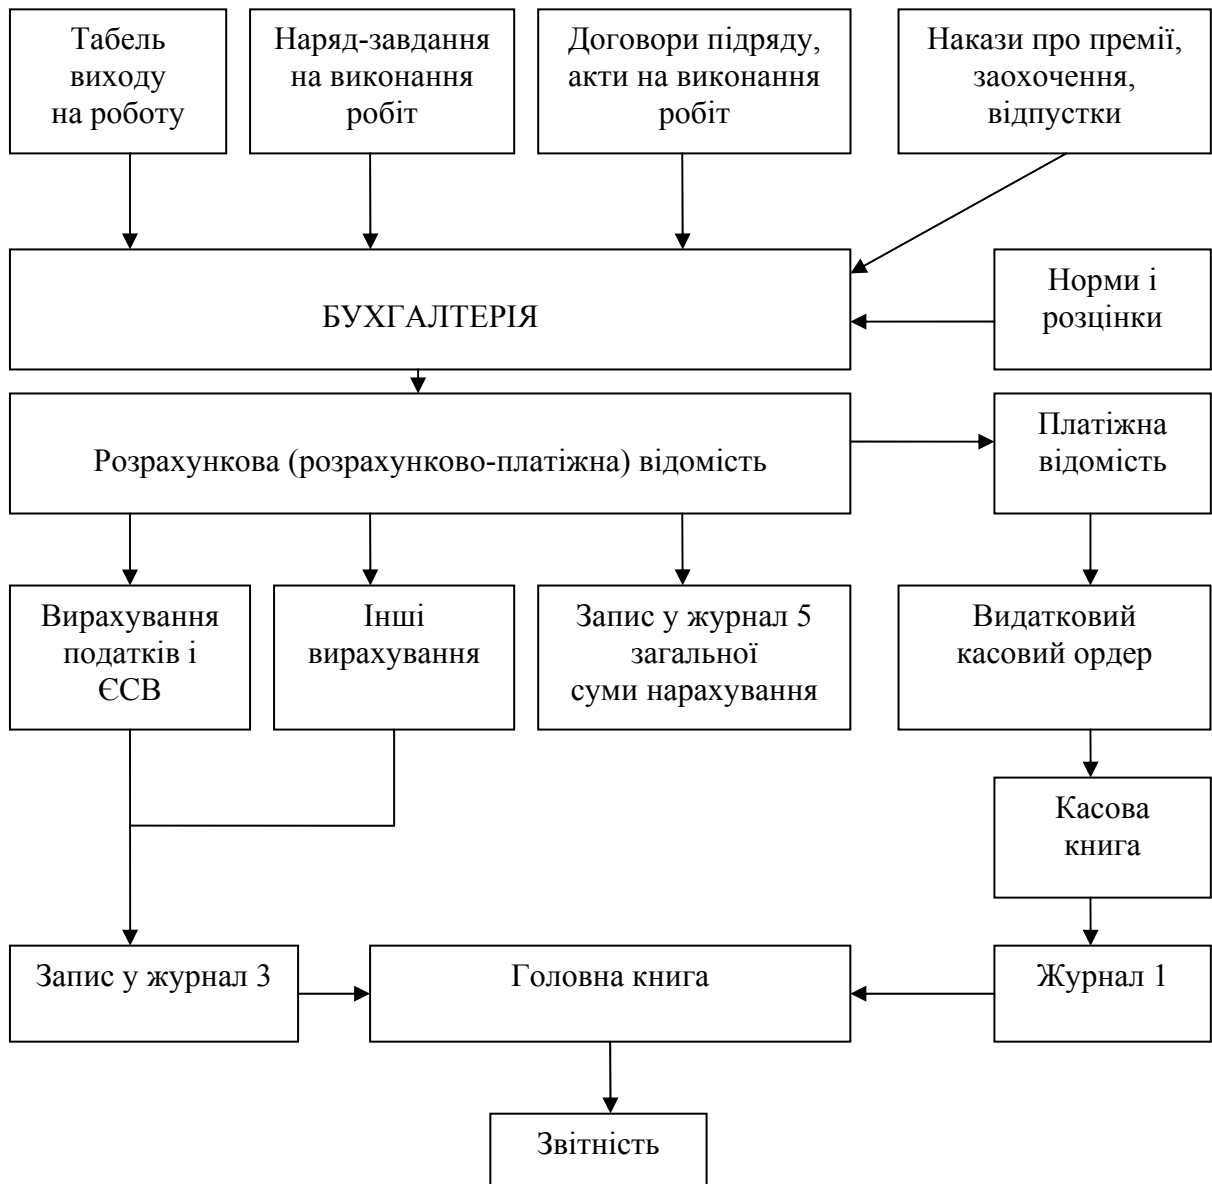 Табель
виходу
на роботу
Наряд-завдання
на виконання
робіт
Договори підряду,
акти на виконання
робіт
Накази про премії,
заохочення,
відпустки
БУХГАЛТЕРІЯ
Норми і
розцінки
Розрахункова (розрахунково-платіжна) відомість
Платіжна
відомість
Вирахування
податків і
ЄСВ
Інші
вирахування
Запис у журнал 5
загальної
суми нарахування
Видатковий
касовий ордер
Касова
книга
Запис у журнал 3
Головна книга
Журнал 1
Звітність